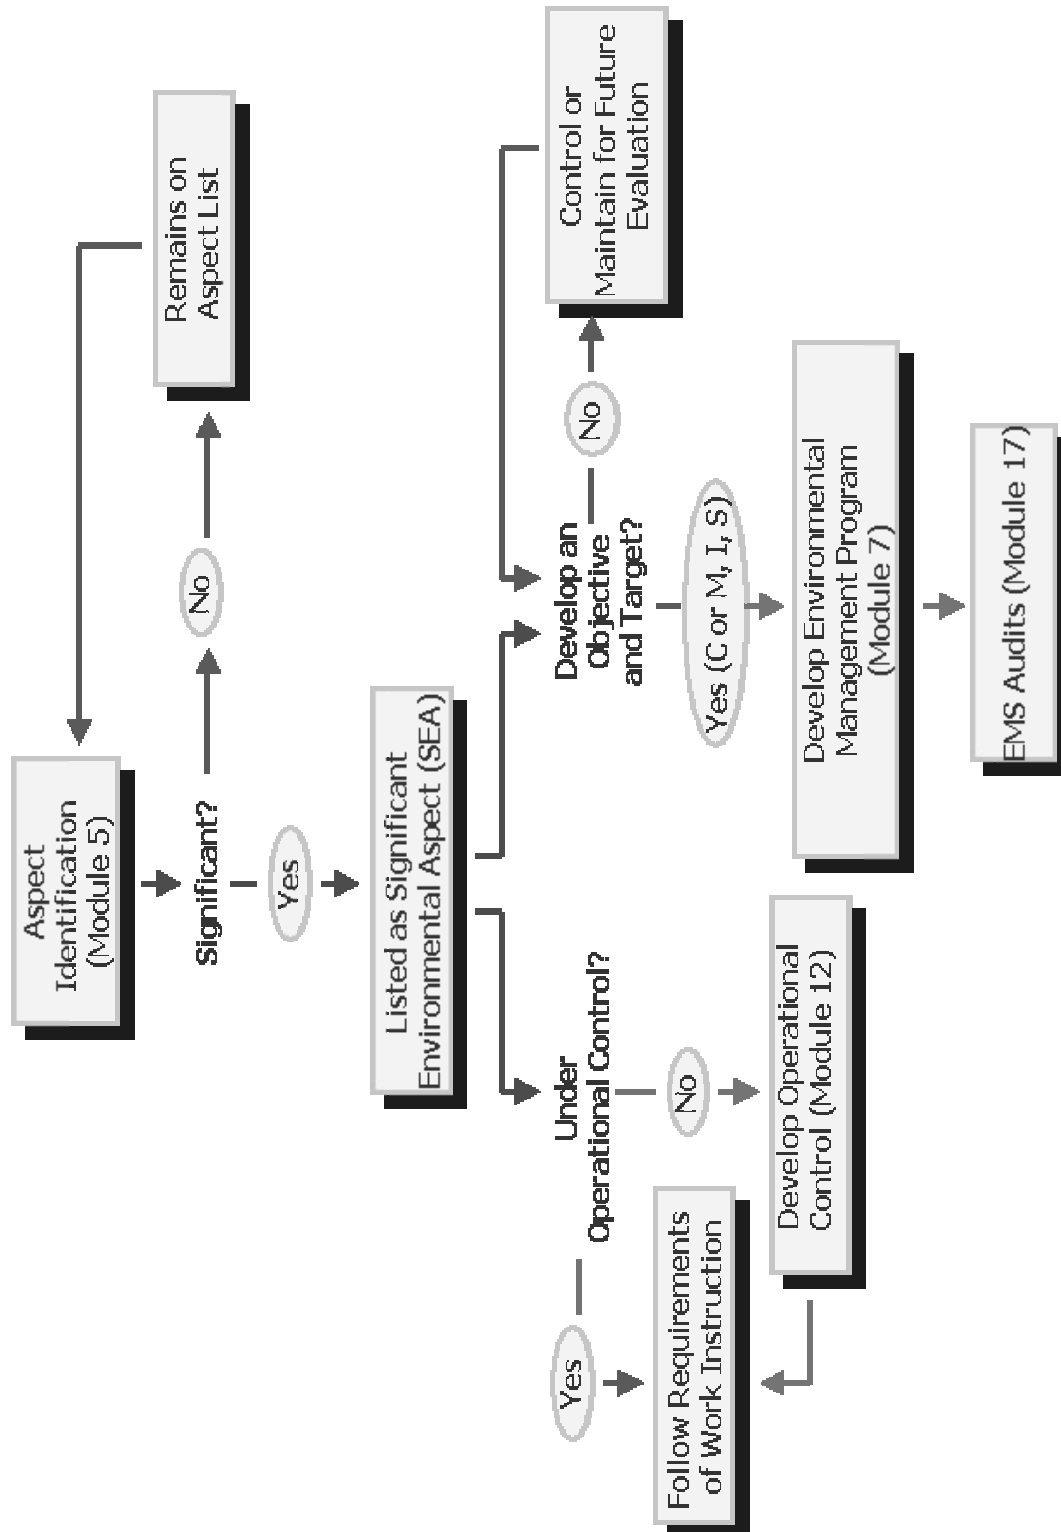 Aspect
Identification
(Module 5)
Significant?
No
Remains on
Aspect List
Yes
Listed as Significant
Environmental Aspect (SEA)
Under
Operational Control?
Yes
Follow Requirements
of Work Instruction
No
Develop Operational
Control (Module 12)
Develop an
Objective
and Target?
No
Control or
Maintain for Future
Evaluation
Yes (C or M, I, S)
Develop Environmental
Management Program
(Module 7)
EMS Audits (Module 17)